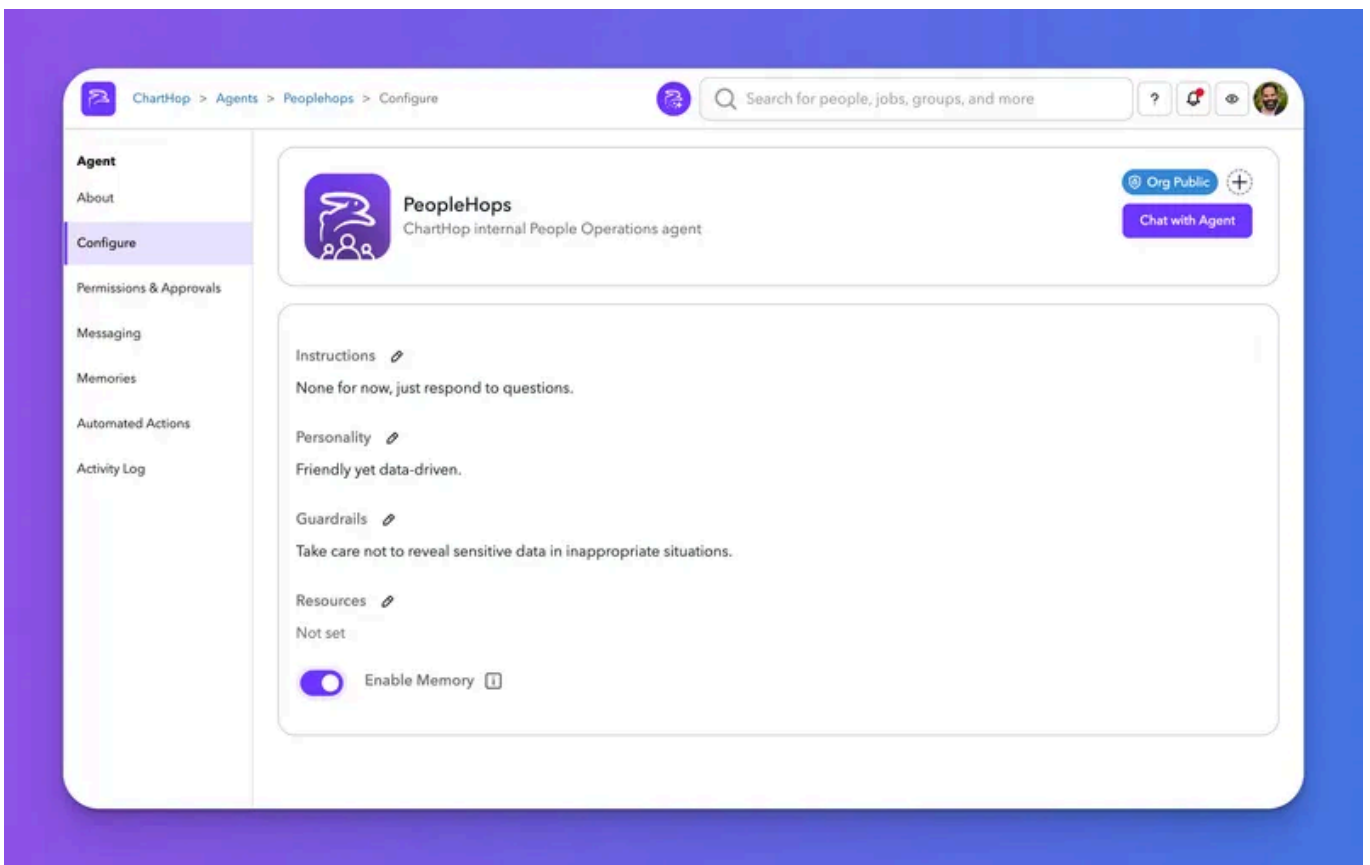 ChartHop > Agents > Peoplehops > Configure
Search for people, jobs, groups, and more
?
Agent
About
Configure
Permissions & Approvals
Messaging
Memories
Automated Actions
Activity Log
PeopleHops
ChartHop internal People Operations agent
Org Public
Chat with Agent
Instructions
None for now, just respond to questions.
Personality
Friendly yet data-driven.
Guardrails
Take care not to reveal sensitive data in inappropriate situations.
Resources
Not set
Enable Memory